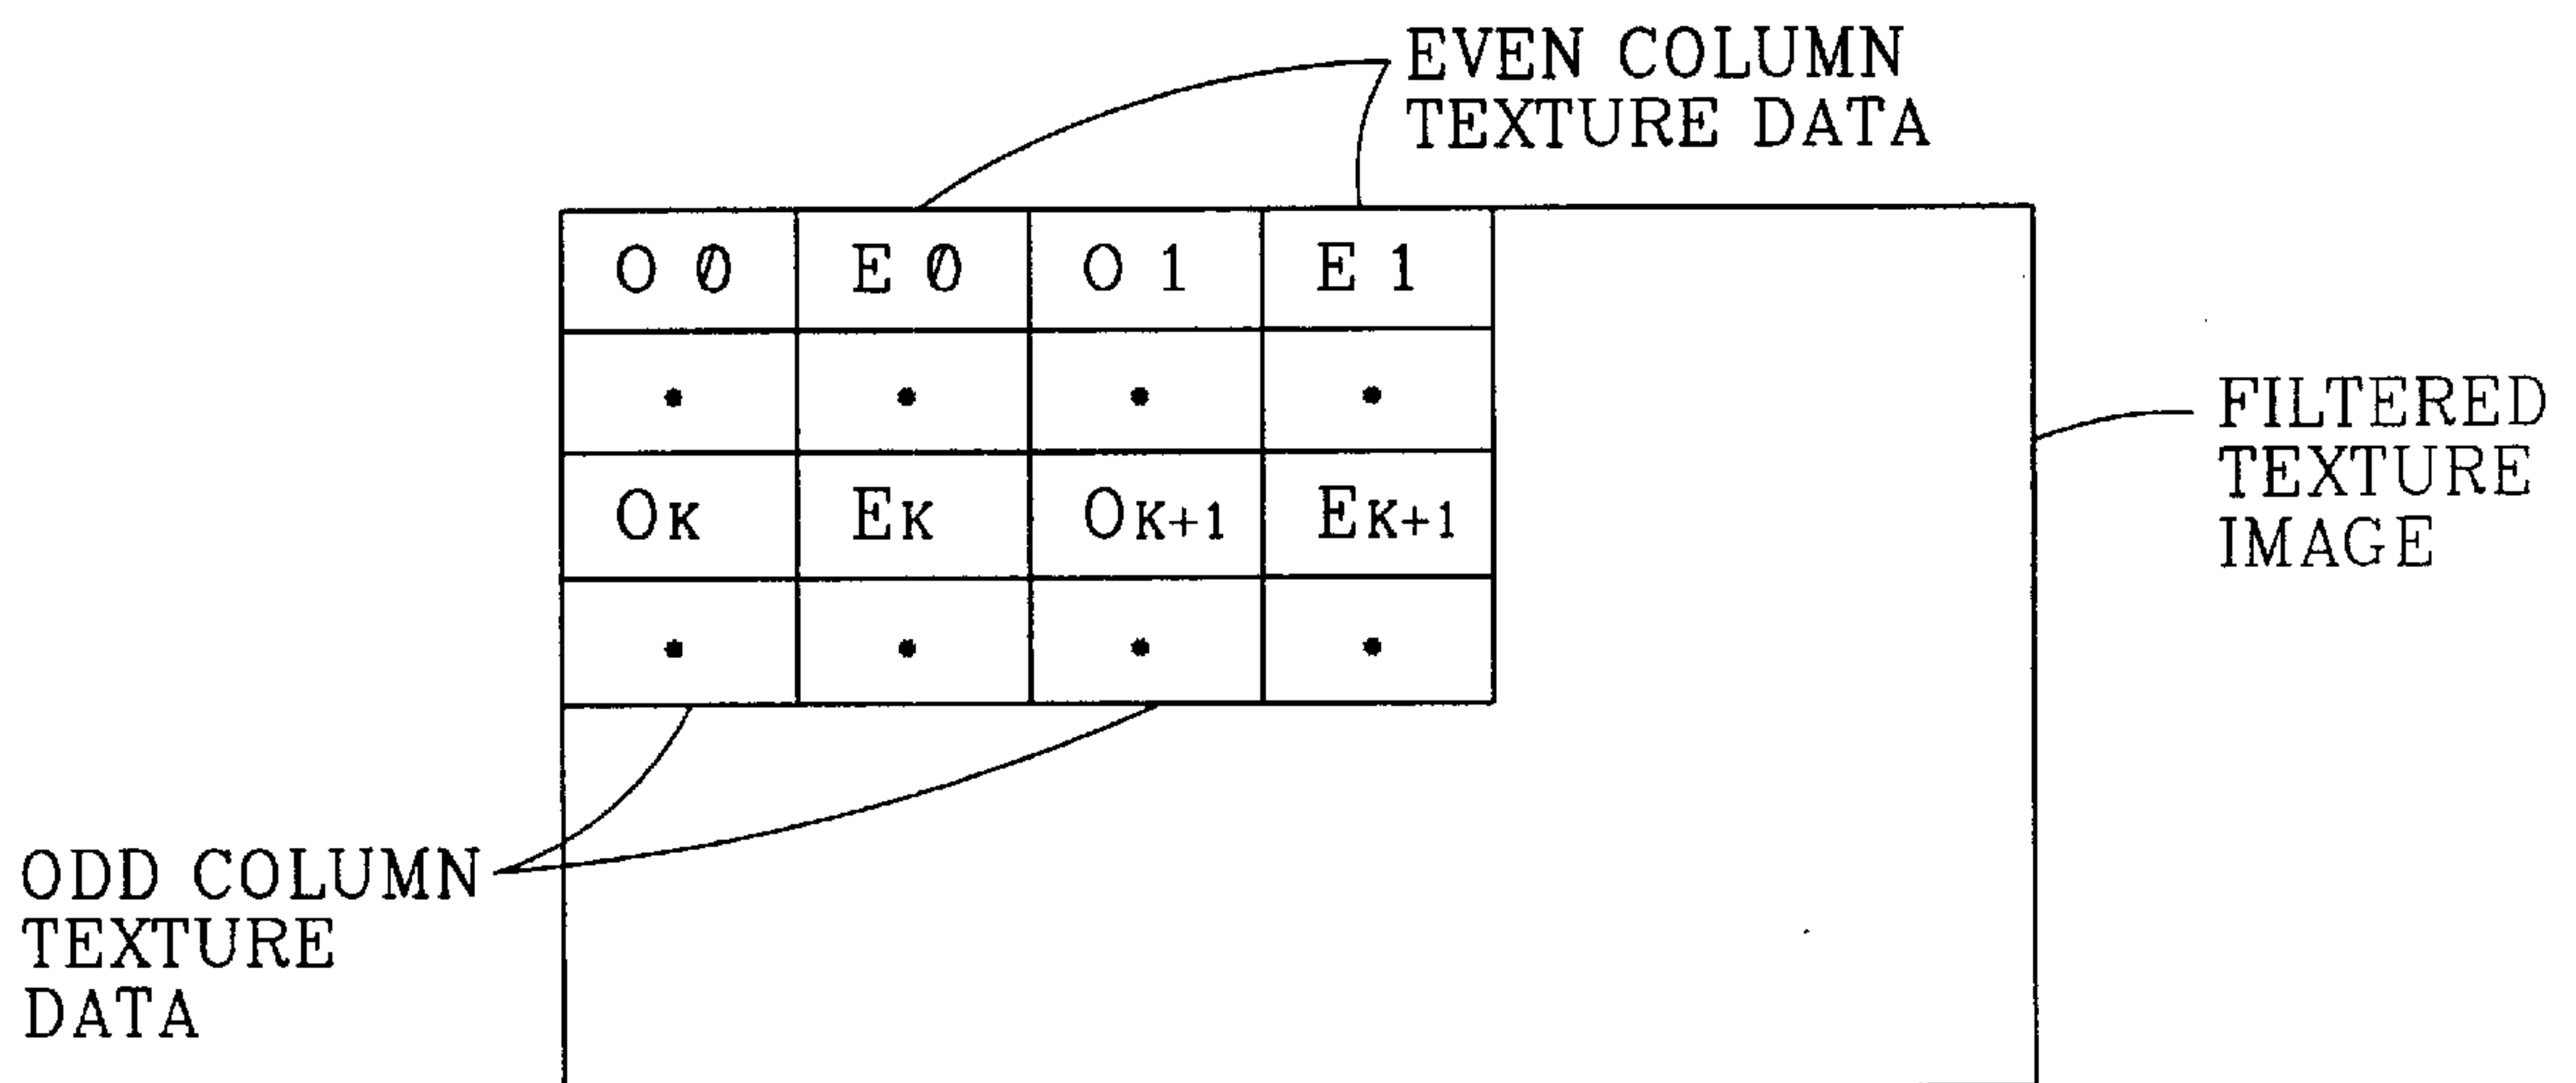 EVEN COLUMN
TEXTURE DATA
O 0 E 0 O 1 E 1
OK EK OK+1 EK+1
FILTERED
TEXTURE
IMAGE
ODD COLUMN
TEXTURE
DATA